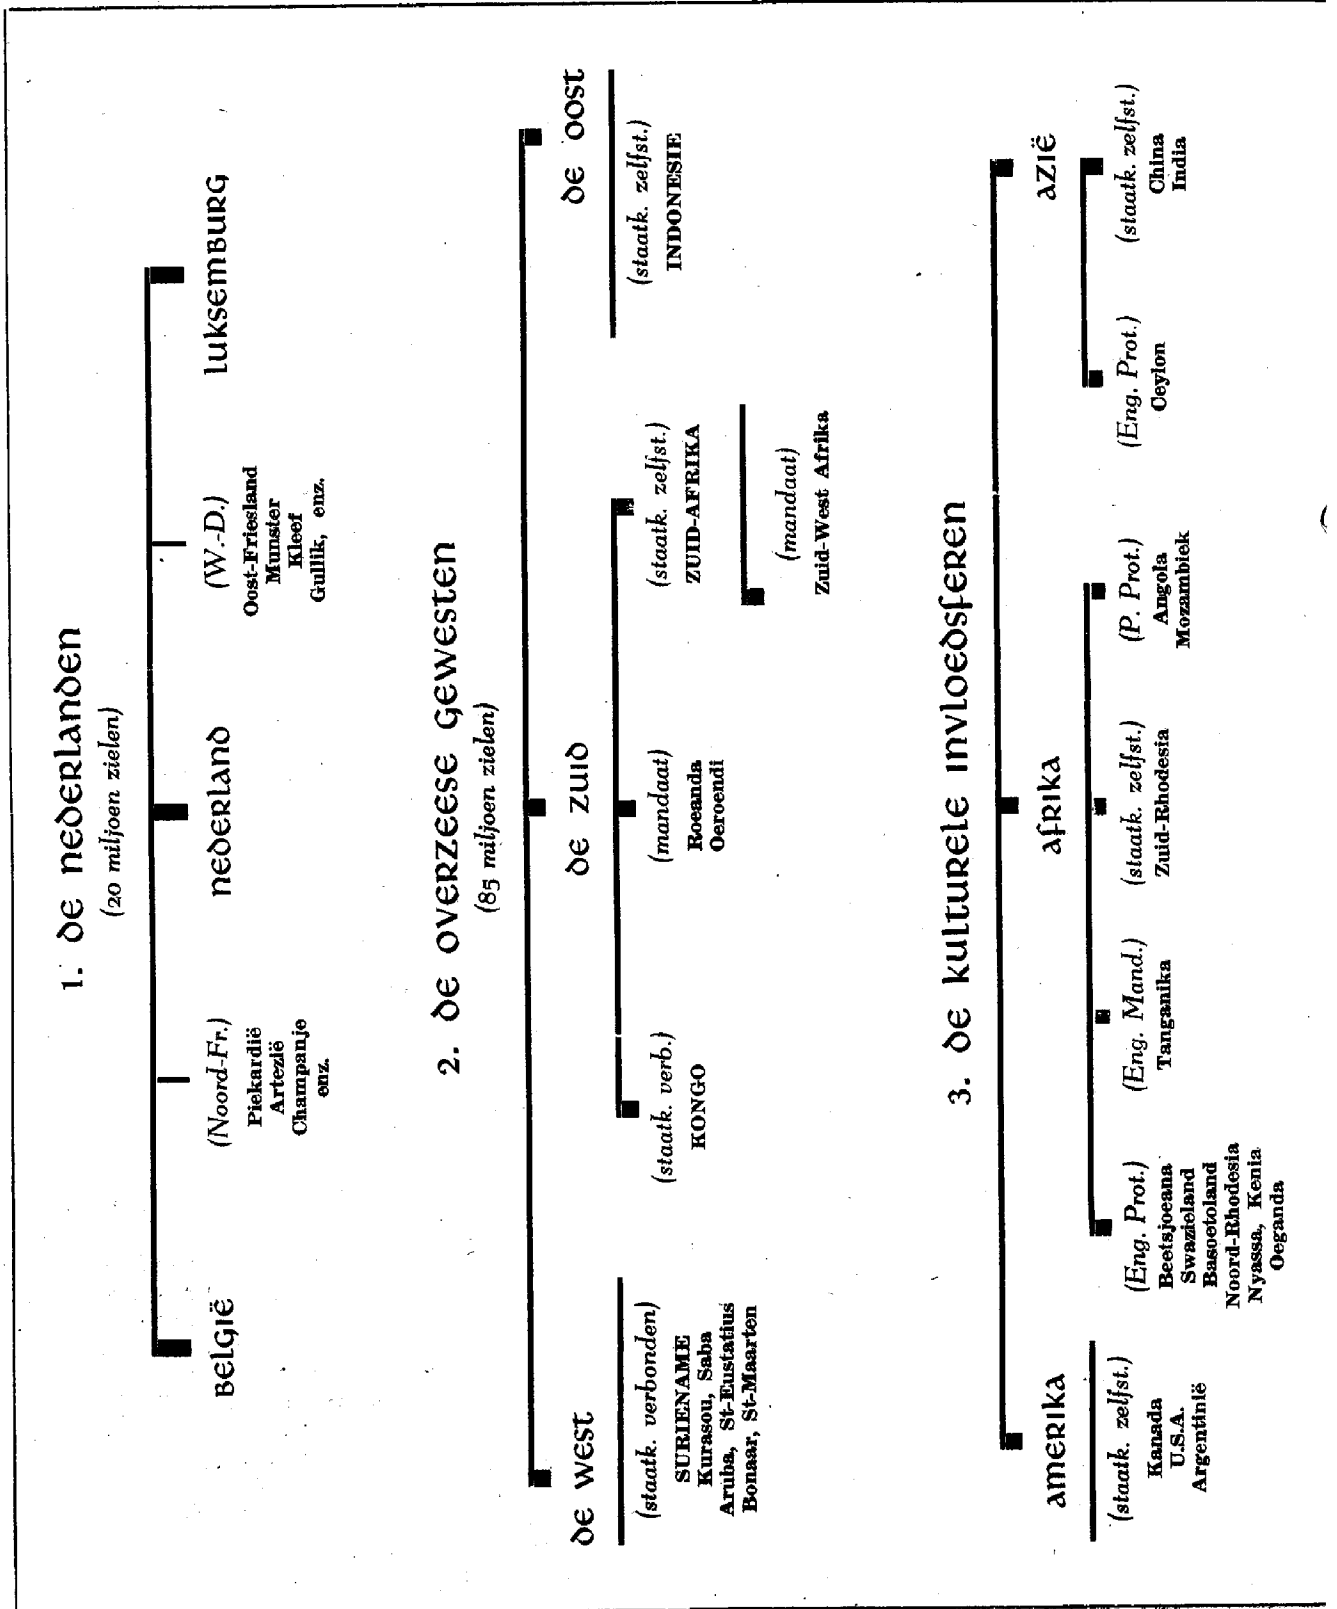 1. de nederlanden
(20 miljoen zielen)
BELGIË
(Noord-Fr.)
Piekardië
Artezië
Champanje
enz.
nederland
(W.-D.)
Oost-Friesland
Munster
Kleef
Gullik, enz.
LUKSEMBURG
2. de overzeese gewesten
(85 miljoen zielen)
de west
(staatk. verbonden)
SURIENAME
Kurasou, Saba
Aruba, St-Eustatius
Bonaar, St-Maarten
de zuid
(staatk. verb.)
KONGO
(mandaat)
Roeanda
Oeroendi
(staatk. zelfst.)
ZUID-AFRIKA
(mandaat)
Zuid-West Afrika
de oost
(staatk. zelfst.)
INDONESIE
3. de kulturele invloedsferen
amerika
(staatk. zelfst.)
Kanada
U.S.A.
Argentinië
afrika
(Eng. Prot.)
Beetsjoeana
Swazieland
Basoetoland
Noord-Rhodesia
Nyassa, Kenia
Oeganda
(Eng. Mand.)
Tanganika
(staatk. zelfst.)
Zuid-Rhodesia
(P. Prot.)
Angola
Mozambiek
azië
(Eng. Prot.)
Ceylon
(staatk. zelfst.)
China
India